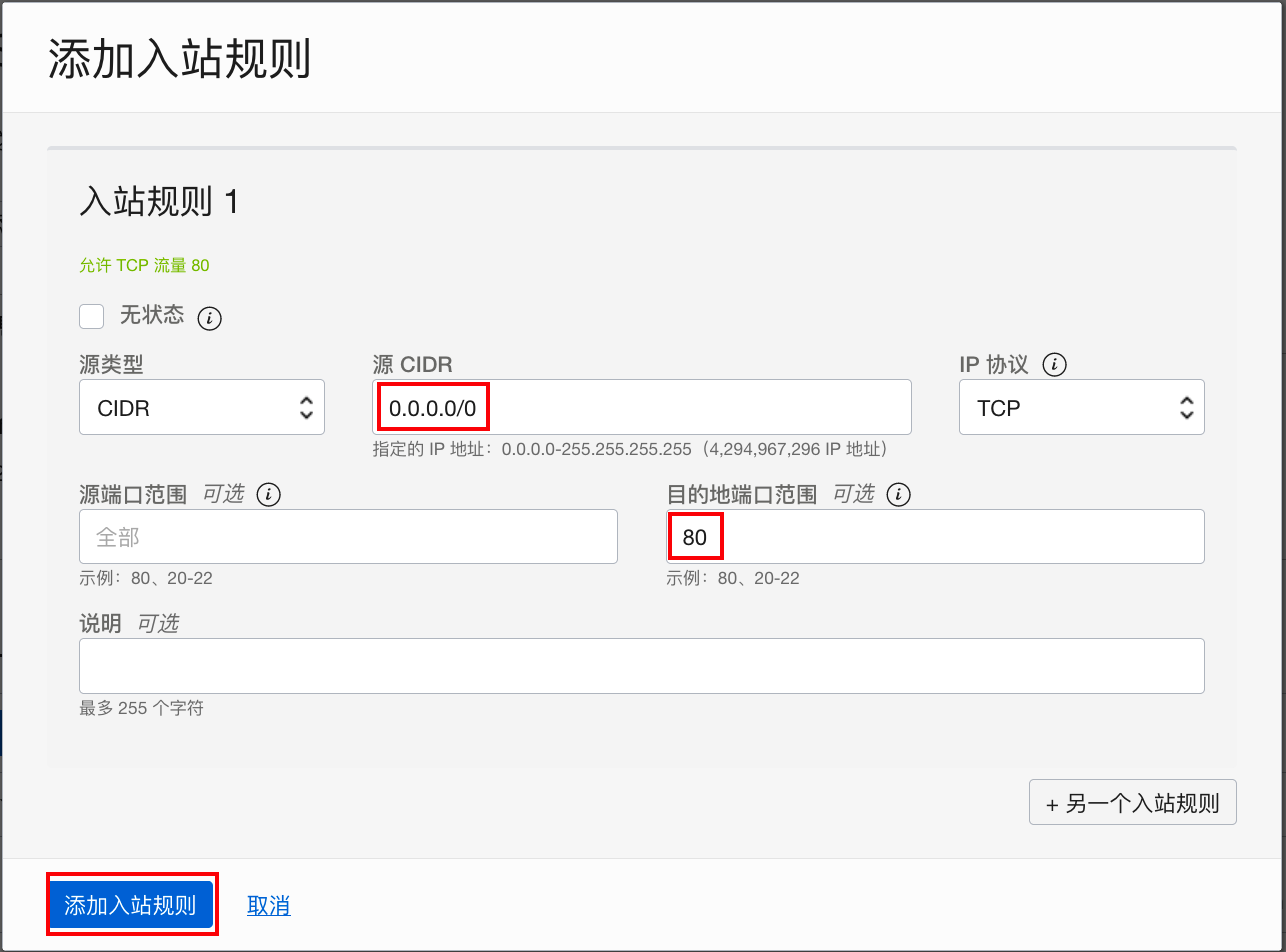 添加入站规则
入站规则 1
允许 TCP 流量 80
无状态 i
源类型 源 CIDR IP 协议 i
CIDR 0.0.0.0/0 TCP
指定的 IP 地址：0.0.0.0-255.255.255.255（4,294,967,296 IP 地址）
源端口范围 可选 i 目的地端口范围 可选 i
全部 80
示例：80、20-22 示例：80、20-22
说明 可选
最多 255 个字符
+ 另一个入站规则
添加入站规则 取消